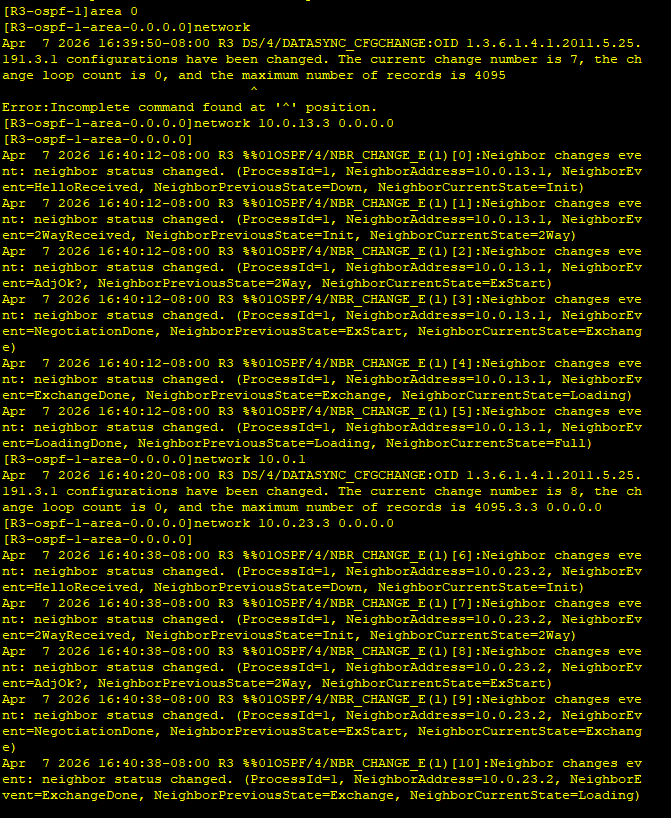 [R3-ospf-1]area 0
[R3-ospf-1-area-0.0.0.0]network
Apr  7 2026 16:39:50-08:00 R3 DS/4/DATASYNC_CFGCHANGE:OID 1.3.6.1.4.1.2011.5.25.
191.3.1 configurations have been changed. The current change number is 7, the ch
ange loop count is 0, and the maximum number of records is 4095
^
Error:Incomplete command found at '^' position.
[R3-ospf-1-area-0.0.0.0]network 10.0.13.3 0.0.0.0
[R3-ospf-1-area-0.0.0.0]
Apr  7 2026 16:40:12-08:00 R3 %%01OSPF/4/NBR_CHANGE_E(l)[0]:Neighbor changes eve
nt: neighbor status changed. (ProcessId=1, NeighborAddress=10.0.13.1, NeighborEv
ent=HelloReceived, NeighborPreviousState=Down, NeighborCurrentState=Init)
Apr  7 2026 16:40:12-08:00 R3 %%01OSPF/4/NBR_CHANGE_E(l)[1]:Neighbor changes eve
nt: neighbor status changed. (ProcessId=1, NeighborAddress=10.0.13.1, NeighborEv
ent=2WayReceived, NeighborPreviousState=Init, NeighborCurrentState=2Way)
Apr  7 2026 16:40:12-08:00 R3 %%01OSPF/4/NBR_CHANGE_E(l)[2]:Neighbor changes eve
nt: neighbor status changed. (ProcessId=1, NeighborAddress=10.0.13.1, NeighborEv
ent=AdjOk?, NeighborPreviousState=2Way, NeighborCurrentState=ExStart)
Apr  7 2026 16:40:12-08:00 R3 %%01OSPF/4/NBR_CHANGE_E(l)[3]:Neighbor changes eve
nt: neighbor status changed. (ProcessId=1, NeighborAddress=10.0.13.1, NeighborEv
ent=NegotiationDone, NeighborPreviousState=ExStart, NeighborCurrentState=Exchang
e)
Apr  7 2026 16:40:12-08:00 R3 %%01OSPF/4/NBR_CHANGE_E(l)[4]:Neighbor changes eve
nt: neighbor status changed. (ProcessId=1, NeighborAddress=10.0.13.1, NeighborEv
ent=ExchangeDone, NeighborPreviousState=Exchange, NeighborCurrentState=Loading)
Apr  7 2026 16:40:12-08:00 R3 %%01OSPF/4/NBR_CHANGE_E(l)[5]:Neighbor changes eve
nt: neighbor status changed. (ProcessId=1, NeighborAddress=10.0.13.1, NeighborEv
ent=LoadingDone, NeighborPreviousState=Loading, NeighborCurrentState=Full)
[R3-ospf-1-area-0.0.0.0]network 10.0.1
Apr  7 2026 16:40:20-08:00 R3 DS/4/DATASYNC_CFGCHANGE:OID 1.3.6.1.4.1.2011.5.25.
191.3.1 configurations have been changed. The current change number is 8, the ch
ange loop count is 0, and the maximum number of records is 4095.3.3 0.0.0.0
[R3-ospf-1-area-0.0.0.0]network 10.0.23.3 0.0.0.0
[R3-ospf-1-area-0.0.0.0]
Apr  7 2026 16:40:38-08:00 R3 %%01OSPF/4/NBR_CHANGE_E(l)[6]:Neighbor changes eve
nt: neighbor status changed. (ProcessId=1, NeighborAddress=10.0.23.2, NeighborEv
ent=HelloReceived, NeighborPreviousState=Down, NeighborCurrentState=Init)
Apr  7 2026 16:40:38-08:00 R3 %%01OSPF/4/NBR_CHANGE_E(l)[7]:Neighbor changes eve
nt: neighbor status changed. (ProcessId=1, NeighborAddress=10.0.23.2, NeighborEv
ent=2WayReceived, NeighborPreviousState=Init, NeighborCurrentState=2Way)
Apr  7 2026 16:40:38-08:00 R3 %%01OSPF/4/NBR_CHANGE_E(l)[8]:Neighbor changes eve
nt: neighbor status changed. (ProcessId=1, NeighborAddress=10.0.23.2, NeighborEv
ent=AdjOk?, NeighborPreviousState=2Way, NeighborCurrentState=ExStart)
Apr  7 2026 16:40:38-08:00 R3 %%01OSPF/4/NBR_CHANGE_E(l)[9]:Neighbor changes eve
nt: neighbor status changed. (ProcessId=1, NeighborAddress=10.0.23.2, NeighborEv
ent=NegotiationDone, NeighborPreviousState=ExStart, NeighborCurrentState=Exchang
e)
Apr  7 2026 16:40:38-08:00 R3 %%01OSPF/4/NBR_CHANGE_E(l)[10]:Neighbor changes ev
ent: neighbor status changed. (ProcessId=1, NeighborAddress=10.0.23.2, NeighborE
vent=ExchangeDone, NeighborPreviousState=Exchange, NeighborCurrentState=Loading)